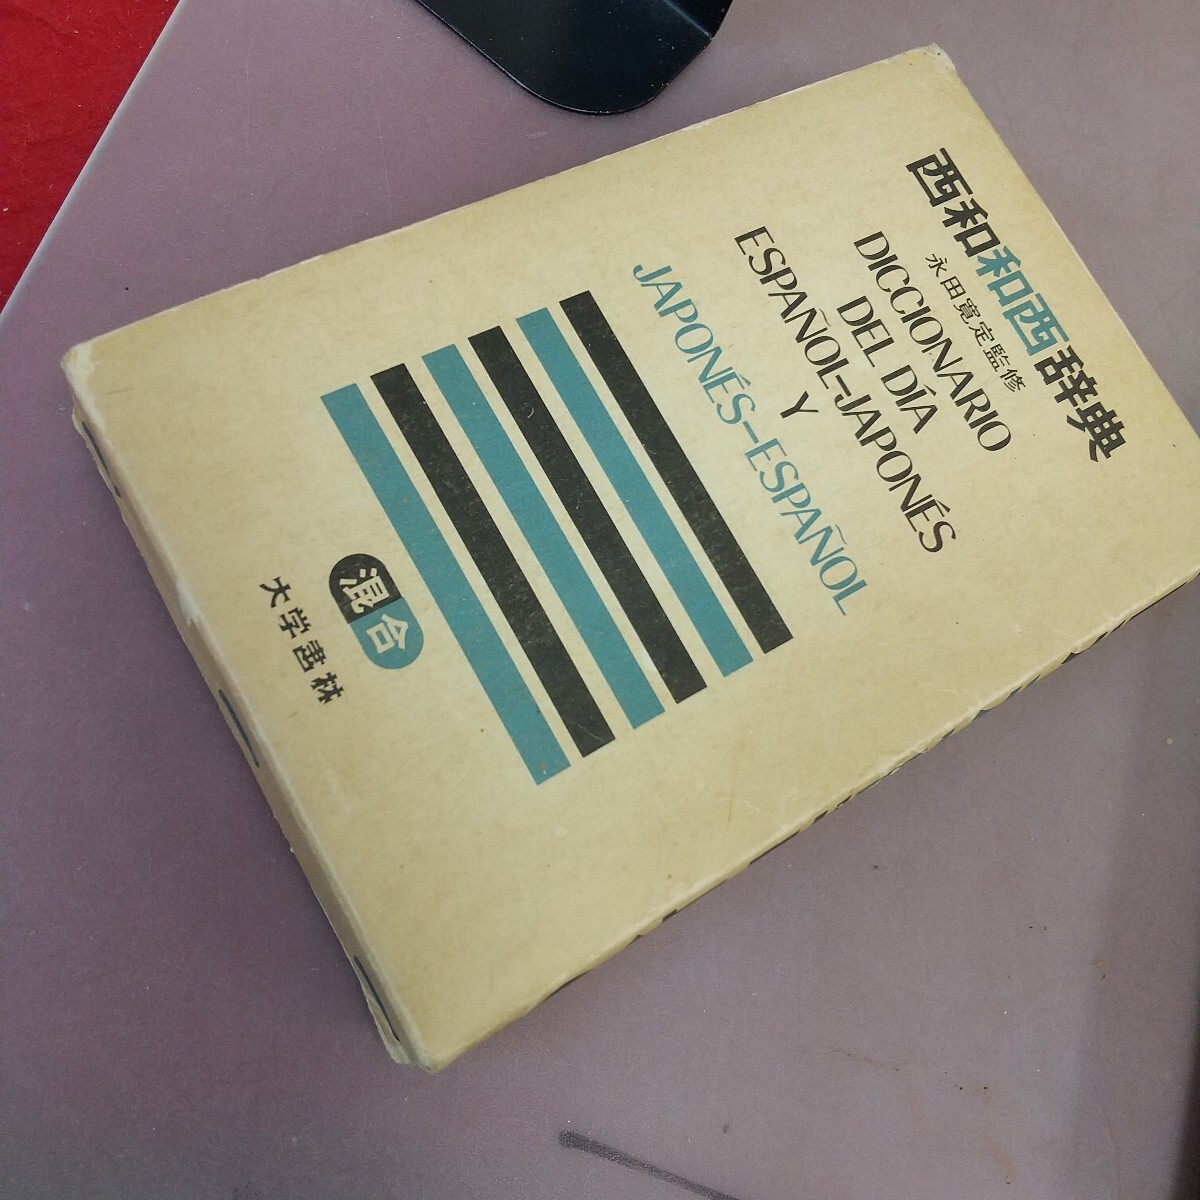 西和和西辞典
永田寛定監修
DICCIONARIO
DEL DÍA
ESPAÑOL-JAPONÉS
Y
JAPONÉS-ESPAÑOL
混合
大学書林